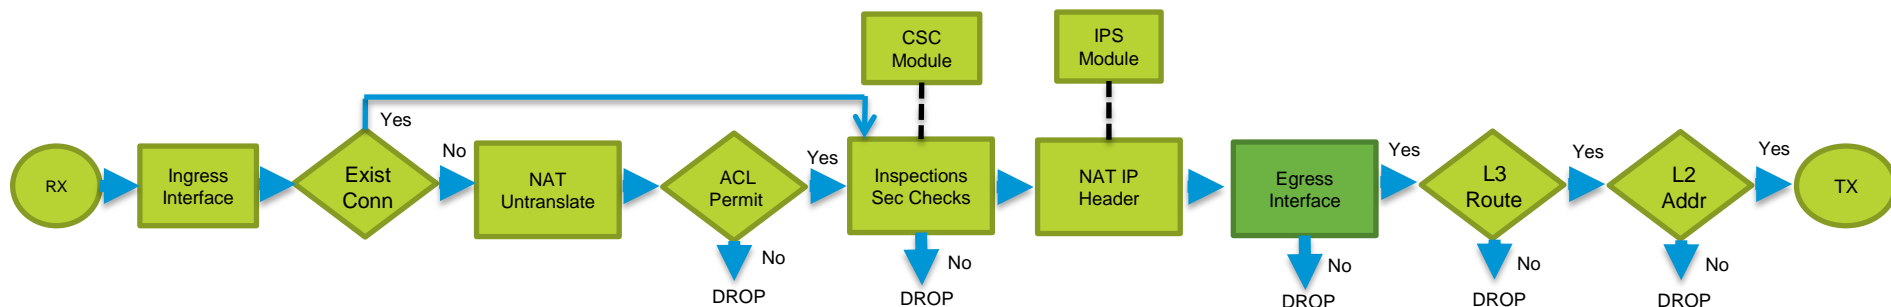 CSC
Module
IPS
Module
Yes
No
Yes
Yes
Yes
Yes
RX
Ingress
Interface
Exist
Conn
NAT
Untranslate
ACL
Permit
Inspections
Sec Checks
NAT IP
Header
Egress
Interface
L3
Route
L2
Addr
TX
No
No
No
No
No
DROP
DROP
DROP
DROP
DROP